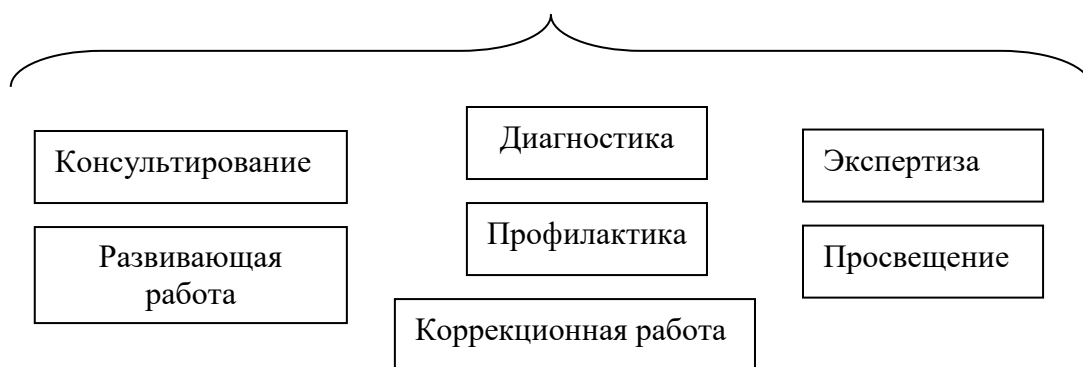 Консультирование
Развивающая
работа
Диагностика
Профилактика
Коррекционная работа
Экспертиза
Просвещение